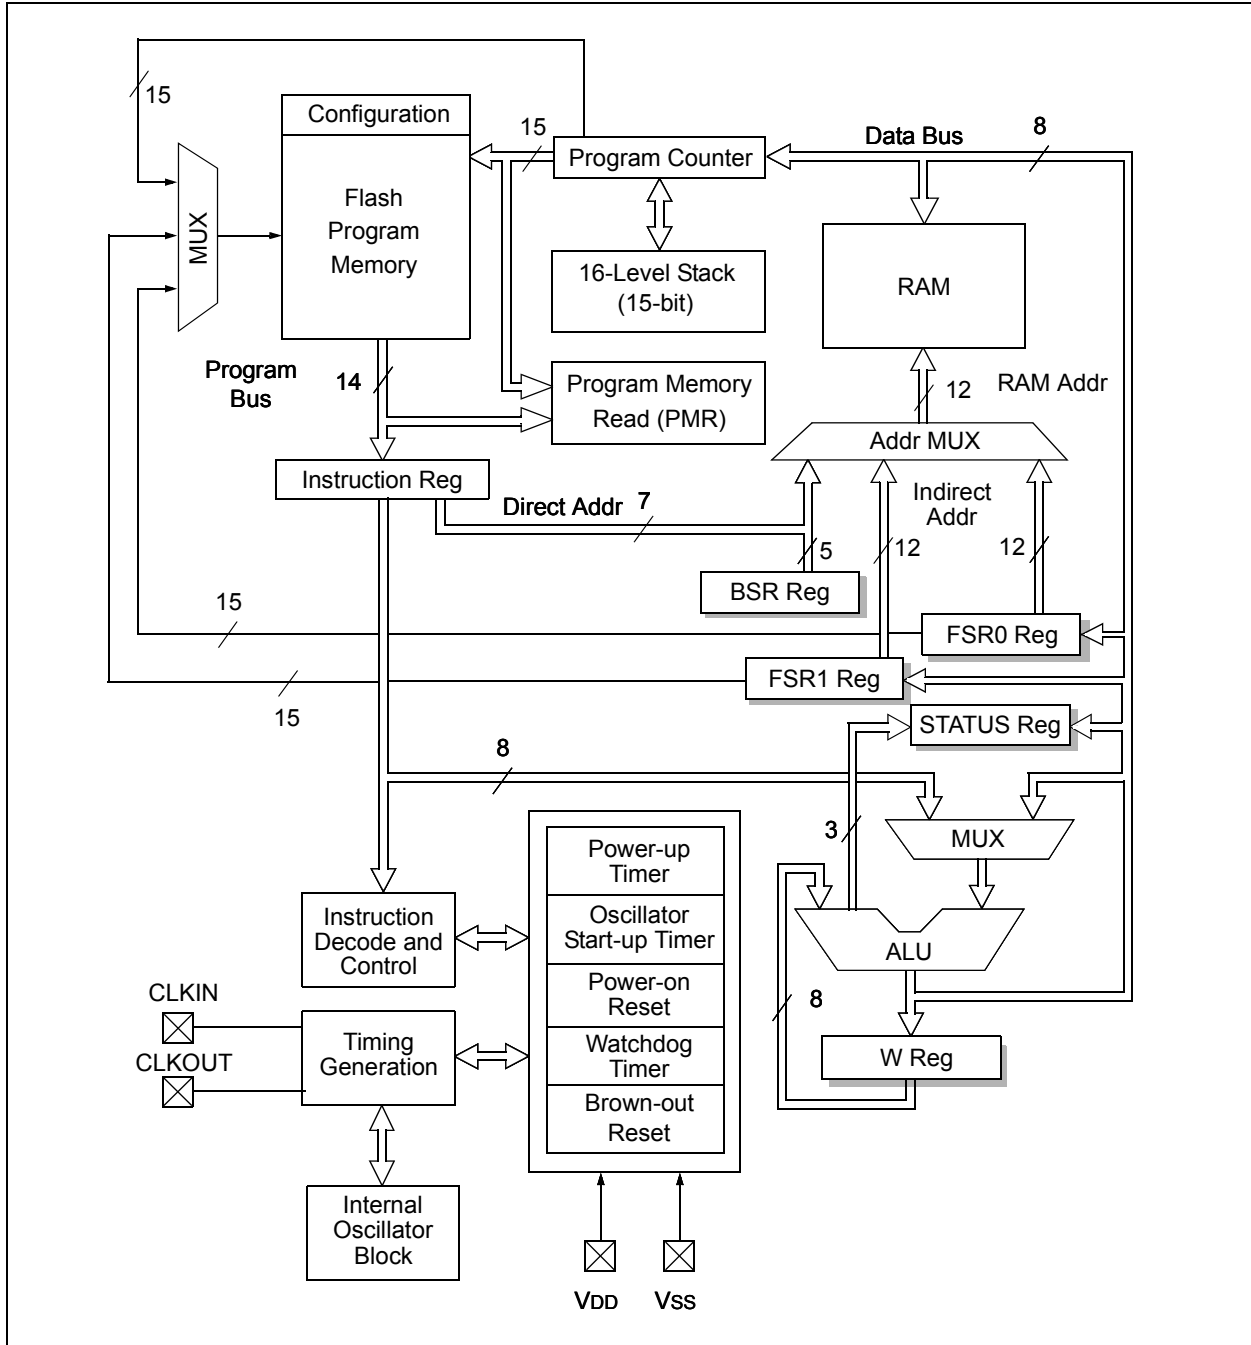 15
Configuration
15
Program Counter
Data Bus
8
MUX
Flash
Program
Memory
16-Level Stack
(15-bit)
RAM
Program
Bus
14
Program Memory
Read (PMR)
12
RAM Addr
Addr MUX
Instruction Reg
Direct Addr
7
Indirect
Addr
5
12
12
BSR Reg
15
FSR0 Reg
FSR1 Reg
15
STATUS Reg
8
3
MUX
Power-up
Timer
Instruction
Decode and
Control
Oscillator
Start-up Timer
ALU
CLKIN
Power-on
Reset
8
CLKOUT
Timing
Generation
Watchdog
Timer
W Reg
Brown-out
Reset
Internal
Oscillator
Block
VDD
VSS